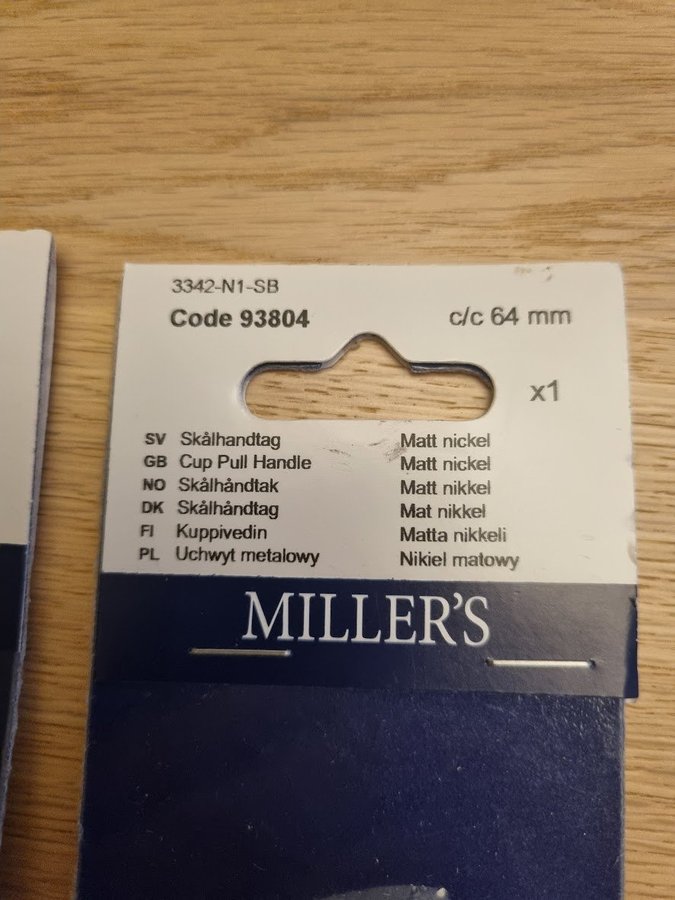 3342-N1-SB
Code 93804 c/c 64 mm
x1
SV Skålhandtag Matt nickel
GB Cup Pull Handle Matt nickel
NO Skålhåndtak Matt nikkel
DK Skålhåndtag Mat nikkel
FI Kuppivedin Matta nikkeli
PL Uchwyt metalowy Nikiel matowy
MILLER'S